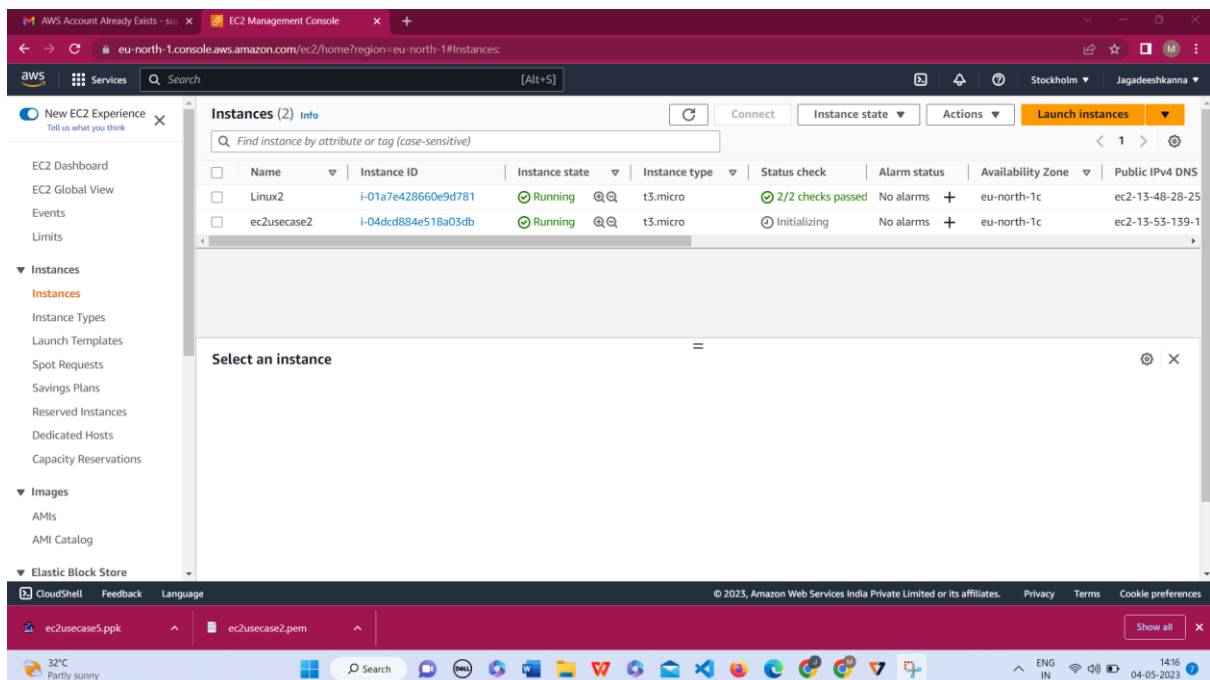 AWS Account Already Exists - sup
EC2 Management Console
eu-north-1.console.aws.amazon.com/ec2/home?region=eu-north-1#Instances:
M
aws Services Search [Alt+S] Stockholm Jagadeeshkanna
New EC2 Experience
Tell us what you think
EC2 Dashboard
EC2 Global View
Events
Limits
Instances
Instances
Instance Types
Launch Templates
Spot Requests
Savings Plans
Reserved Instances
Dedicated Hosts
Capacity Reservations
Images
AMIs
AMI Catalog
Elastic Block Store
Instances (2) Info Connect Instance state Actions Launch instances
Find instance by attribute or tag (case-sensitive) 1
Name Instance ID Instance state Instance type Status check Alarm status Availability Zone Public IPv4 DNS
Linux2 i-01a7e428660e9d781 Running t3.micro 2/2 checks passed No alarms + eu-north-1c ec2-13-48-28-25
ec2usecase2 i-04dcd884e518a03db Running t3.micro Initializing No alarms + eu-north-1c ec2-13-53-139-1
Select an instance
CloudShell Feedback Language © 2023, Amazon Web Services India Private Limited or its affiliates. Privacy Terms Cookie preferences
ec2usecase5.ppk ec2usecase2.pem Show all
32°C
Partly sunny
Search
DELL
ENG
IN
14:16
04-05-2023
7